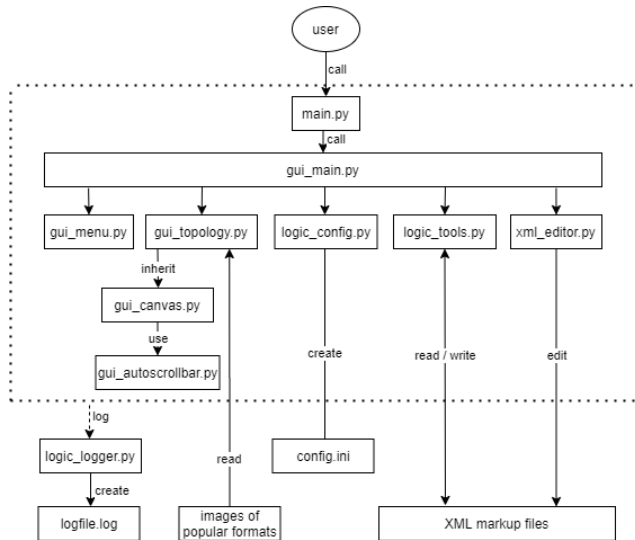 user
call
main.py
call
gui_main.py
gui_menu.py
gui_topology.py
logic_config.py
logic_tools.py
xml_editor.py
inherit
gui_canvas.py
use
create
read / write
edit
gui_autoscrollbar.py
log
logic_logger.py
read
config.ini
create
logfile.log
images of
popular formats
XML markup files